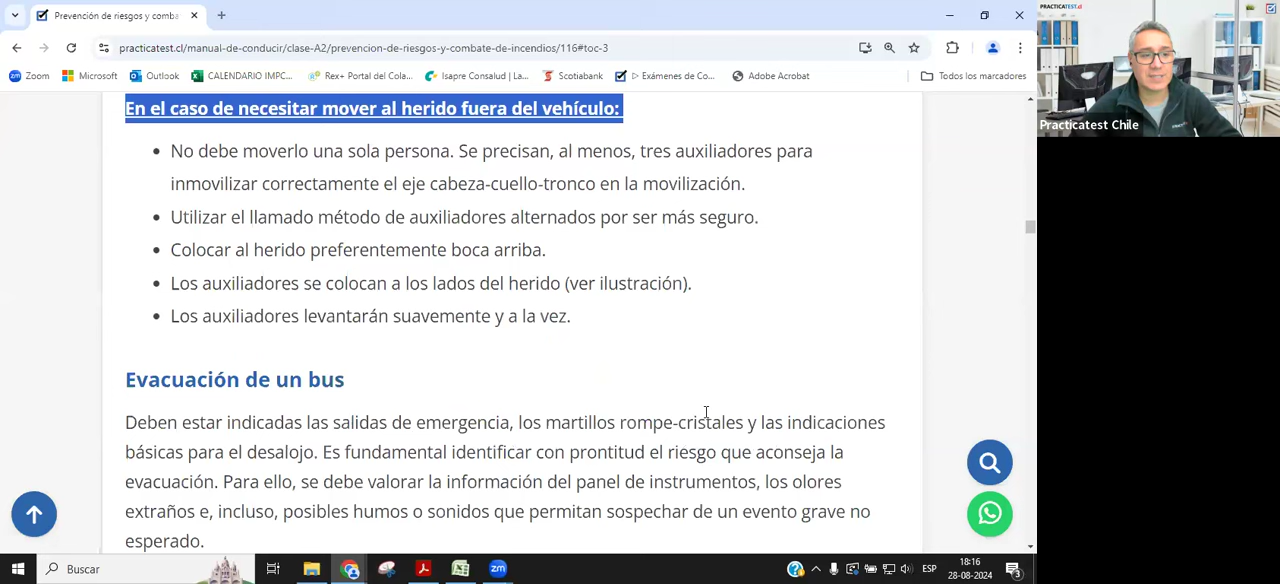 Prevención de riesgos y comba
practicatest.cl/manual-de-conducir/clase-A2/prevencion-de-riesgos-y-combate-de-incendios/116#toc-3
Zoom
Microsoft
Outlook
CALENDARIO IMPC...
Rex+ Portal del Cola...
Isapre Consalud | La...
Scotiabank
▷ Exámenes de Co...
Adobe Acrobat
Todos los marcadores
PRACTICATEST.cl
Practicatest Chile
En el caso de necesitar mover al herido fuera del vehículo:
• No debe moverlo una sola persona. Se precisan, al menos, tres auxiliadores para
inmovilizar correctamente el eje cabeza-cuello-tronco en la movilización.
• Utilizar el llamado método de auxiliadores alternados por ser más seguro.
• Colocar al herido preferentemente boca arriba.
• Los auxiliadores se colocan a los lados del herido (ver ilustración).
• Los auxiliadores levantarán suavemente y a la vez.
Evacuación de un bus
Deben estar indicadas las salidas de emergencia, los martillos rompe-cristales y las indicaciones
básicas para el desalojo. Es fundamental identificar con prontitud el riesgo que aconseja la
evacuación. Para ello, se debe valorar la información del panel de instrumentos, los olores
extraños e, incluso, posibles humos o sonidos que permitan sospechar de un evento grave no
esperado.
Buscar
ESP
18:16
28-08-2024